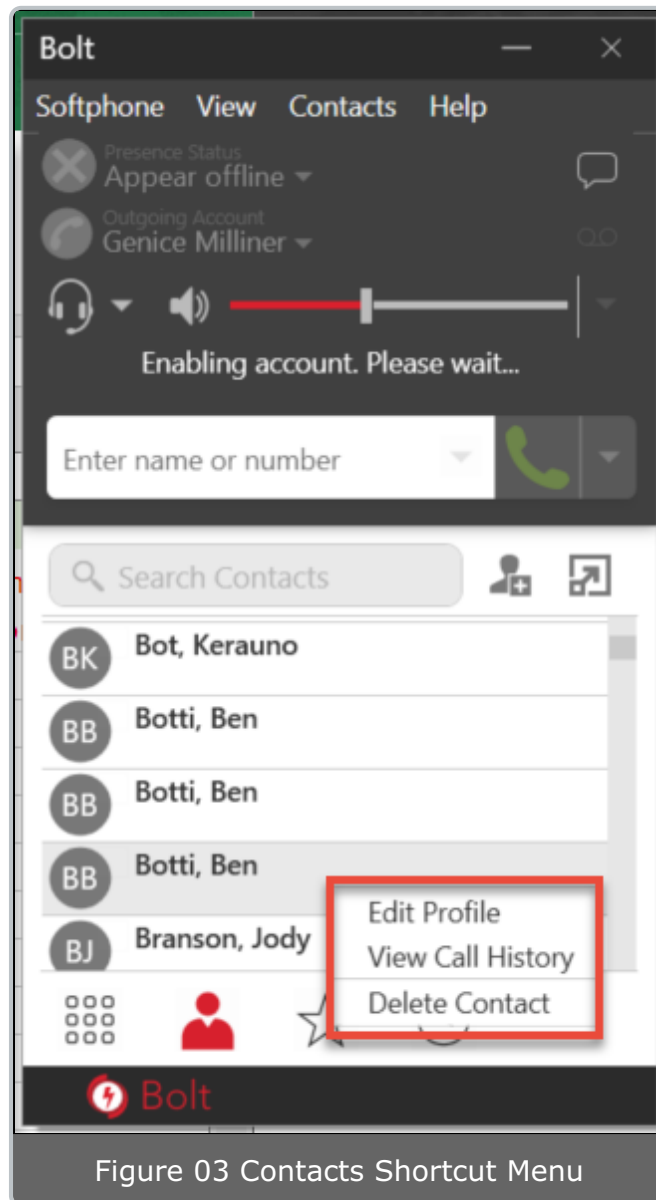 Bolt
Softphone View Contacts Help
Presence Status
Appear offline
Outgoing Account
Genice Milliner
Enabling account. Please wait...
Enter name or number
Search Contacts
BK Bot, Kerauno
BB Botti, Ben
BB Botti, Ben
BB Botti, Ben
BJ Branson, Jody
Edit Profile
View Call History
Delete Contact
Bolt
Figure 03 Contacts Shortcut Menu